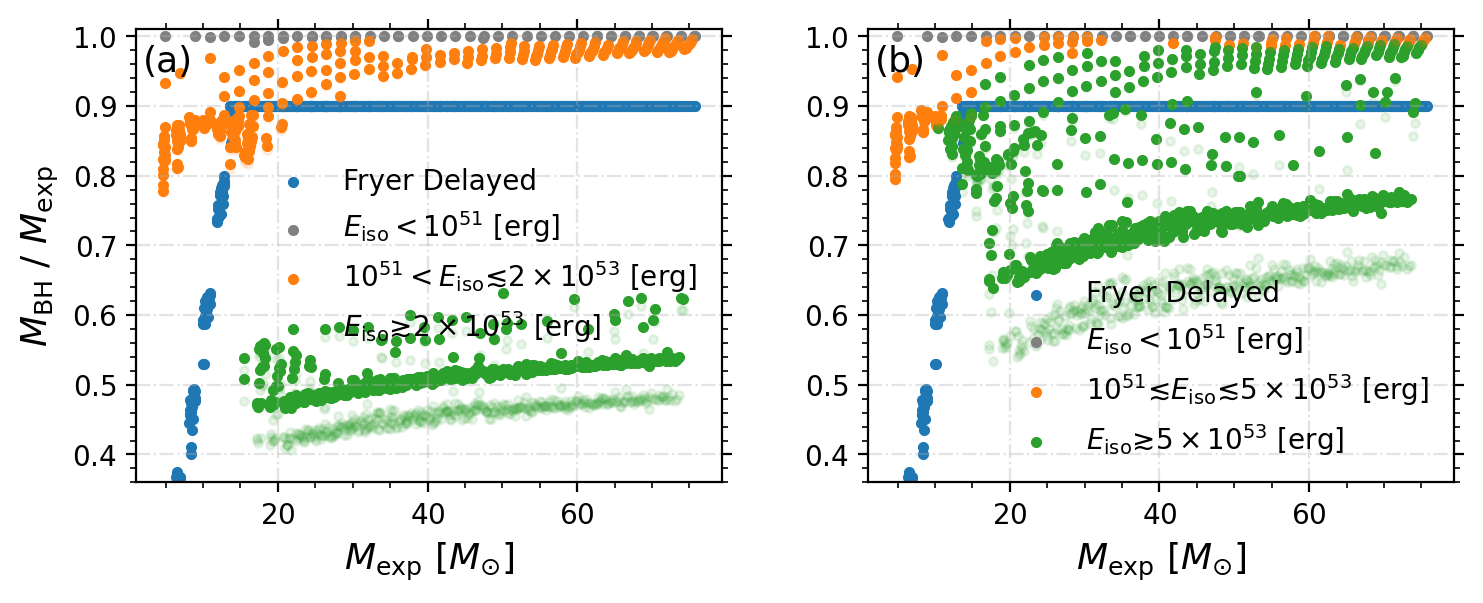 (a)
1.0
0.9
0.8
0.7
0.6
0.5
0.4
M_BH / M_exp
Fryer Delayed
E_iso < 10^51 [erg]
10^51 < E_iso ≲ 2 × 10^53 [erg]
E_iso ≳ 2 × 10^53 [erg]
20 40 60
M_exp [M_⊙]
(b)
1.0
0.9
0.8
0.7
0.6
0.5
0.4
Fryer Delayed
E_iso < 10^51 [erg]
10^51 ≲ E_iso ≲ 5 × 10^53 [erg]
E_iso ≳ 5 × 10^53 [erg]
20 40 60
M_exp [M_⊙]